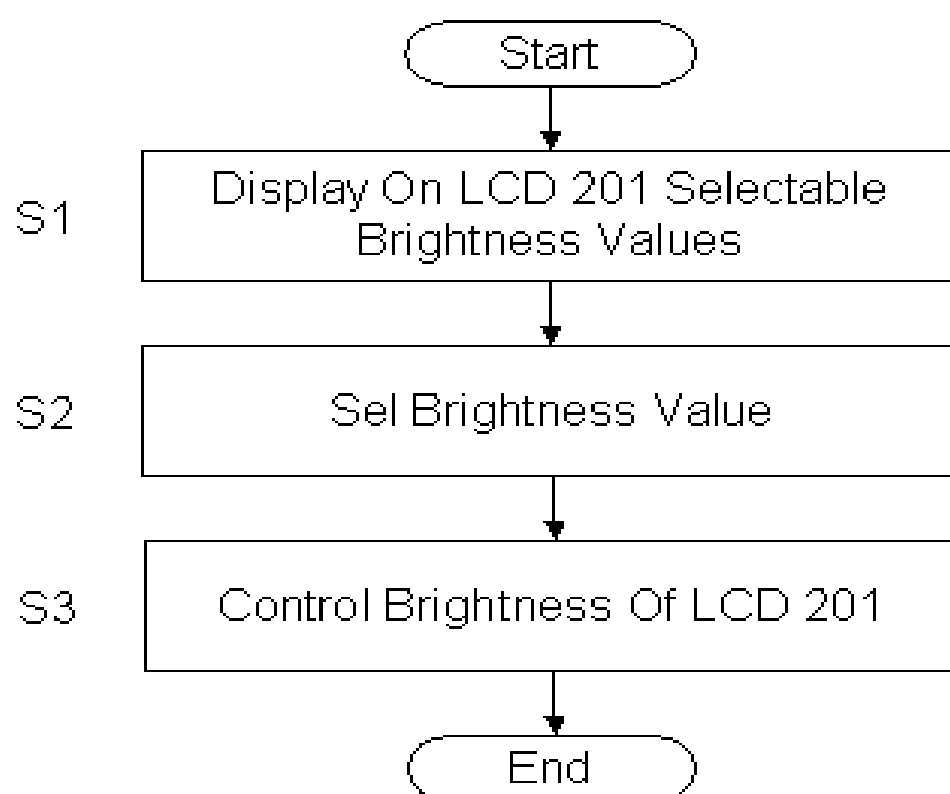 Start
S1
Display On LCD 201 Selectable
Brightness Values
S2
Sel Brightness Value
S3
Control Brightness Of LCD 201
End